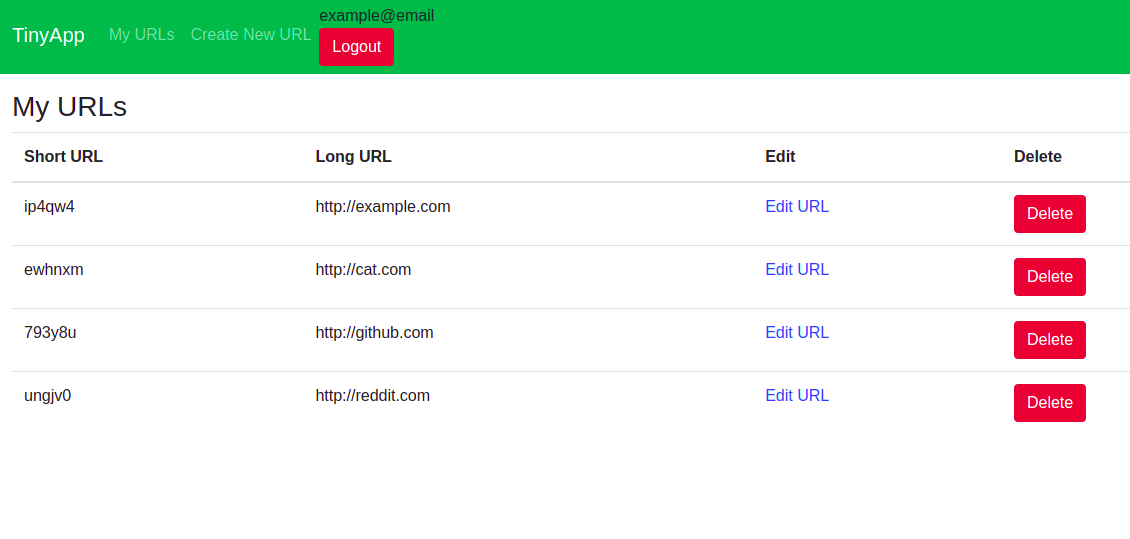 example@email
TinyApp My URLs Create New URL Logout
My URLs
Short URL Long URL Edit Delete
ip4qw4 http://example.com Edit URL Delete
ewhnxm http://cat.com Edit URL Delete
793y8u http://github.com Edit URL Delete
ungjv0 http://reddit.com Edit URL Delete